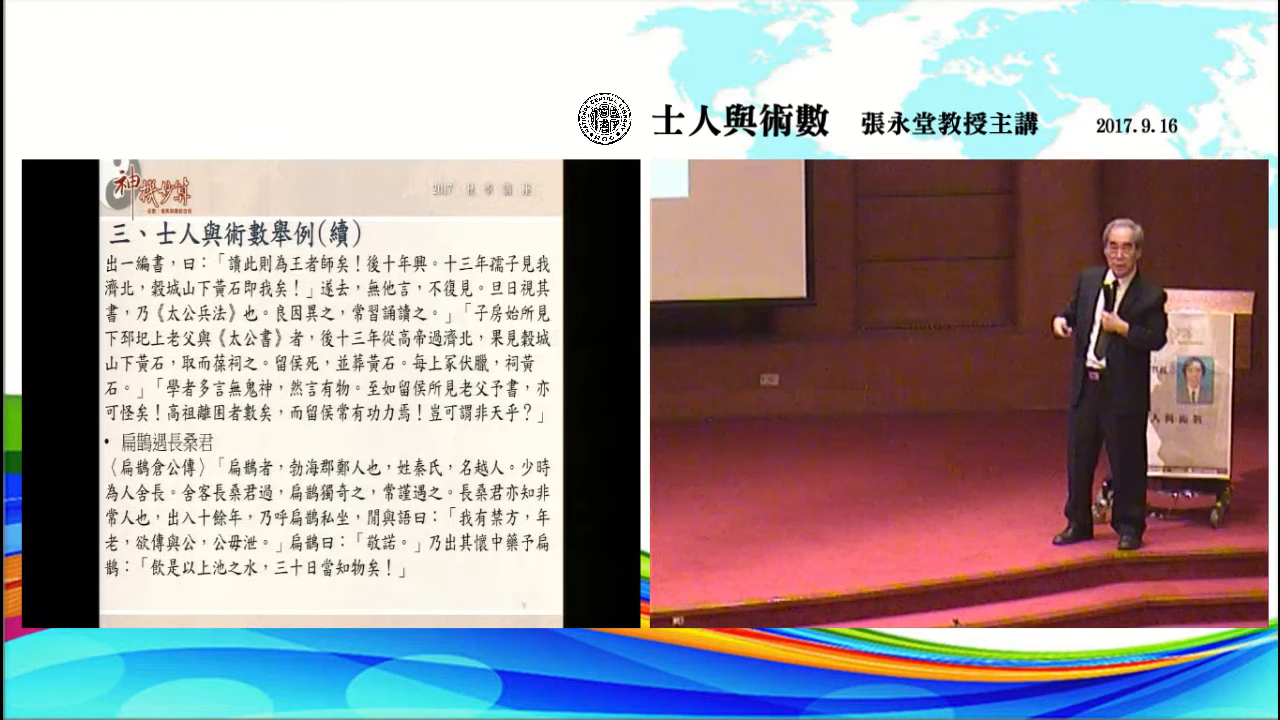 士人與術數 張永堂教授主講 2017.9.16
神機妙算
2017 秋季講座
三、士人與術數舉例(續)
出一編書，曰：「讀此則為王者師矣！後十年興。十三年孺子見我
濟北，穀城山下黃石即我矣！」遂去，無他言，不復見。旦日視其
書，乃《太公兵法》也。良因異之，常習誦讀之。」「子房始所見
下邳圯上老父與《太公書》者，後十三年從高帝過濟北，果見穀城
山下黃石，取而葆祠之。留侯死，並葬黃石。每上冢伏臘，祠黃
石。」「學者多言無鬼神，然言有物。至如留侯所見老父予書，亦
可怪矣！高祖離困者數矣，而留侯常有功力焉！豈可謂非天乎？」
• 扁鵲遇長桑君
〈扁鵲倉公傳〉「扁鵲者，勃海郡鄭人也，姓秦氏，名越人。少時
為人舍長。舍客長桑君過，扁鵲獨奇之，常謹遇之。長桑君亦知非
常人也，出入十餘年，乃呼扁鵲私坐，間與語曰：「我有禁方，年
老，欲傳與公，公毋泄。」扁鵲曰：「敬諾。」乃出其懷中藥予扁
鵲：「飲是以上池之水，三十日當知物矣！」
人與術數